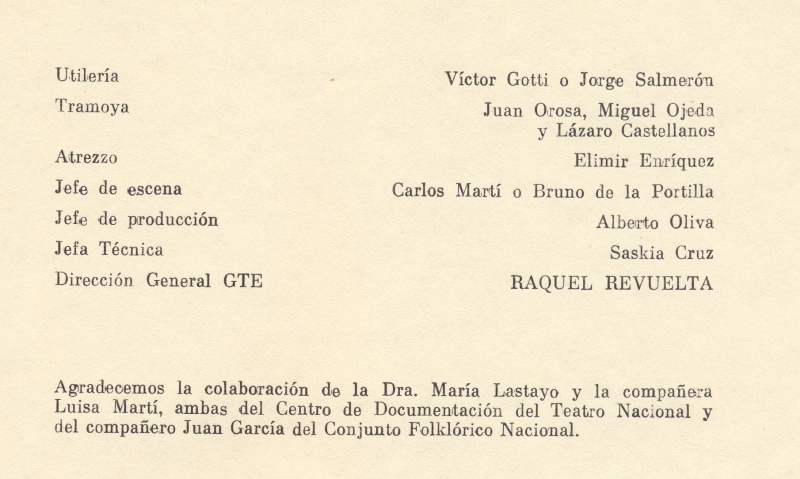 Utilería Víctor Gotti o Jorge Salmerón
Tramoya Juan Orosa, Miguel Ojeda
y Lázaro Castellanos
Atrezzo Elimir Enríquez
Jefe de escena Carlos Martí o Bruno de la Portilla
Jefe de producción Alberto Oliva
Jefa Técnica Saskia Cruz
Dirección General GTE RAQUEL REVUELTA
Agradecemos la colaboración de la Dra. María Lastayo y la compañera
Luisa Martí, ambas del Centro de Documentación del Teatro Nacional y
del compañero Juan García del Conjunto Folklórico Nacional.